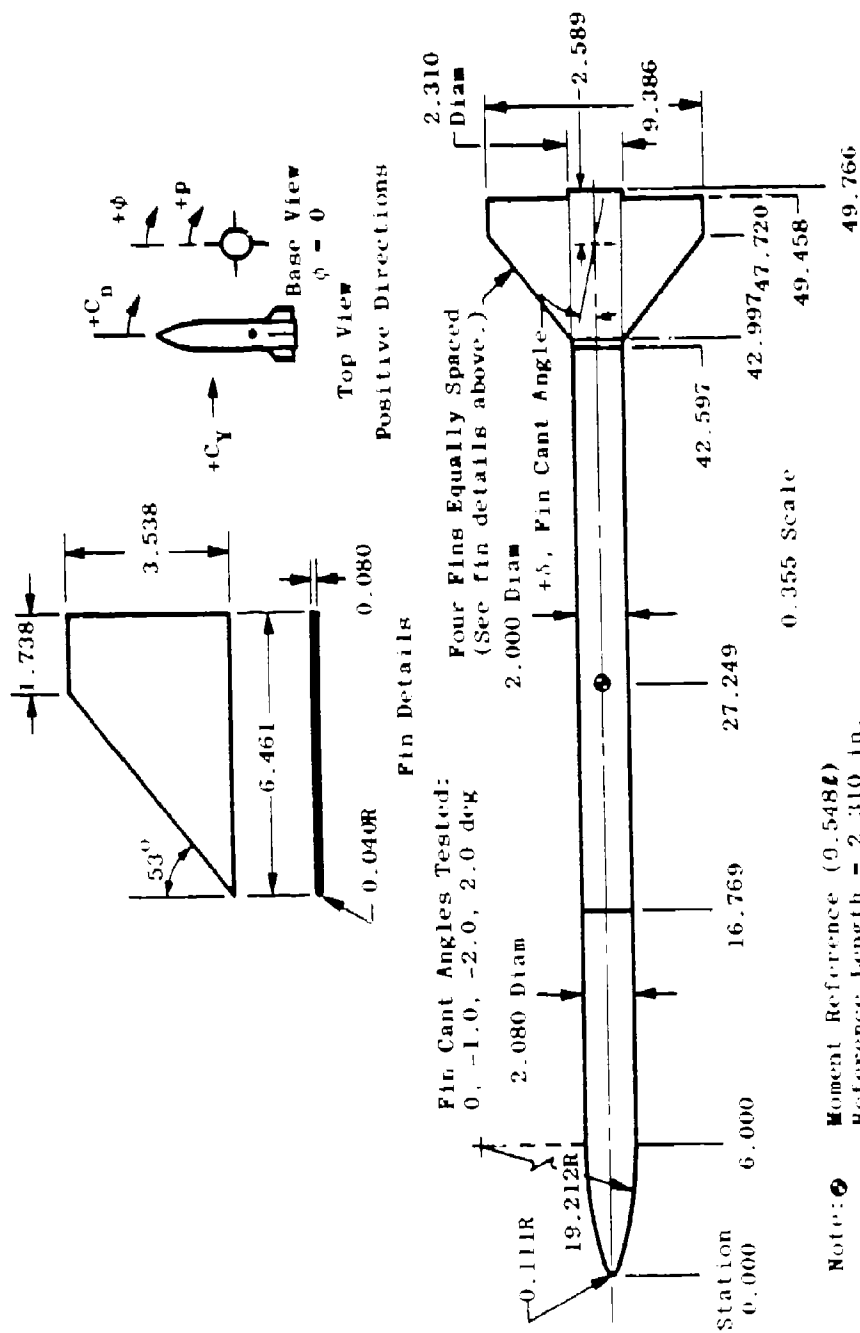 1.738
53°
3.538
6.461
0.080
0.040R
Fin Details
+Cn
+CY
+φ
+p
Top View
Base View
φ = 0
Positive Directions
Fin Cant Angles Tested:
0, -1.0, -2.0, 2.0 deg
Four Fins Equally Spaced
(See fin details above.)
2.310
Diam
2.080 Diam
2.000 Diam
+δ, Fin Cant Angle
0.111R
19.212R
2.589
9.386
Station
0.000
6.000
16.769
27.249
42.597
42.997
47.720
49.458
49.766
0.355 Scale
Note: Moment Reference (0.548ℓ)
Reference Length = 2.310 in.